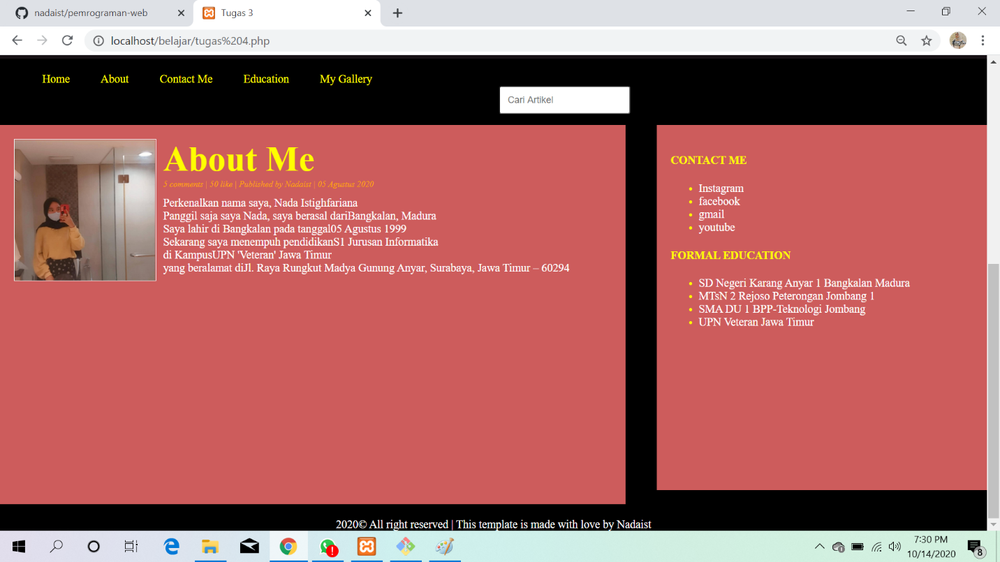 nadaist/pemrograman-web
Tugas 3
localhost/belajar/tugas%204.php
Home About Contact Me Education My Gallery
Cari Artikel
About Me
5 comments | 50 like | Published by Nadaist | 05 Agustus 2020
Perkenalkan nama saya, Nada Istighfariana
Panggil saja saya Nada, saya berasal dariBangkalan, Madura
Saya lahir di Bangkalan pada tanggal05 Agustus 1999
Sekarang saya menempuh pendidikanS1 Jurusan Informatika
di KampusUPN 'Veteran' Jawa Timur
yang beralamat diJl. Raya Rungkut Madya Gunung Anyar, Surabaya, Jawa Timur – 60294
CONTACT ME
Instagram
facebook
gmail
youtube
FORMAL EDUCATION
SD Negeri Karang Anyar 1 Bangkalan Madura
MTsN 2 Rejoso Peterongan Jombang 1
SMA DU 1 BPP-Teknologi Jombang
UPN Veteran Jawa Timur
2020© All right reserved | This template is made with love by Nadaist
7:30 PM
10/14/2020
8